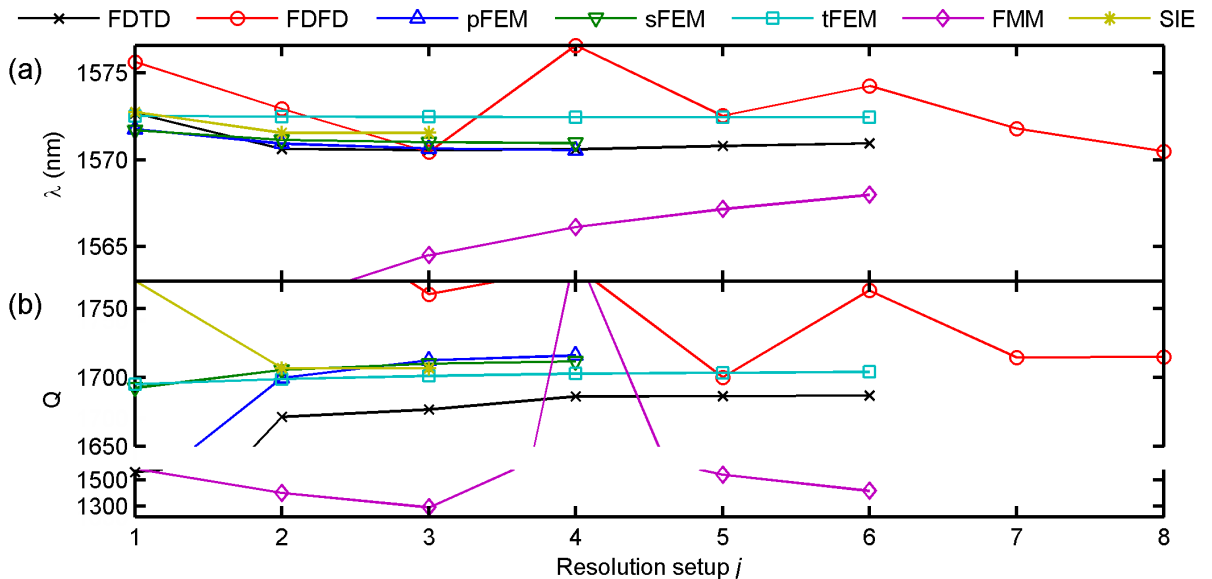 FDTD FDFD pFEM sFEM tFEM FMM SIE
(a)
1575
1570
1565
λ (nm)
(b)
1750
1700
1650
1500
1300
Q
1 2 3 4 5 6 7 8
Resolution setup j